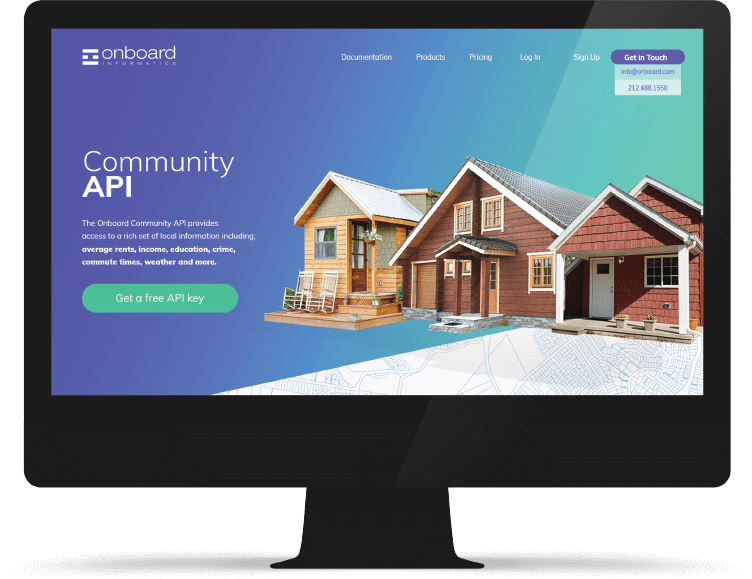 onboard
INFORMATICS
Documentation
Products
Pricing
Log In
Sign Up
Get in Touch
info@onboard.com
212.488.1550
Community
API
The Onboard Community API provides
access to a rich set of local information including;
average rents, income, education, crime,
commute times, weather and more.
Get a free API key